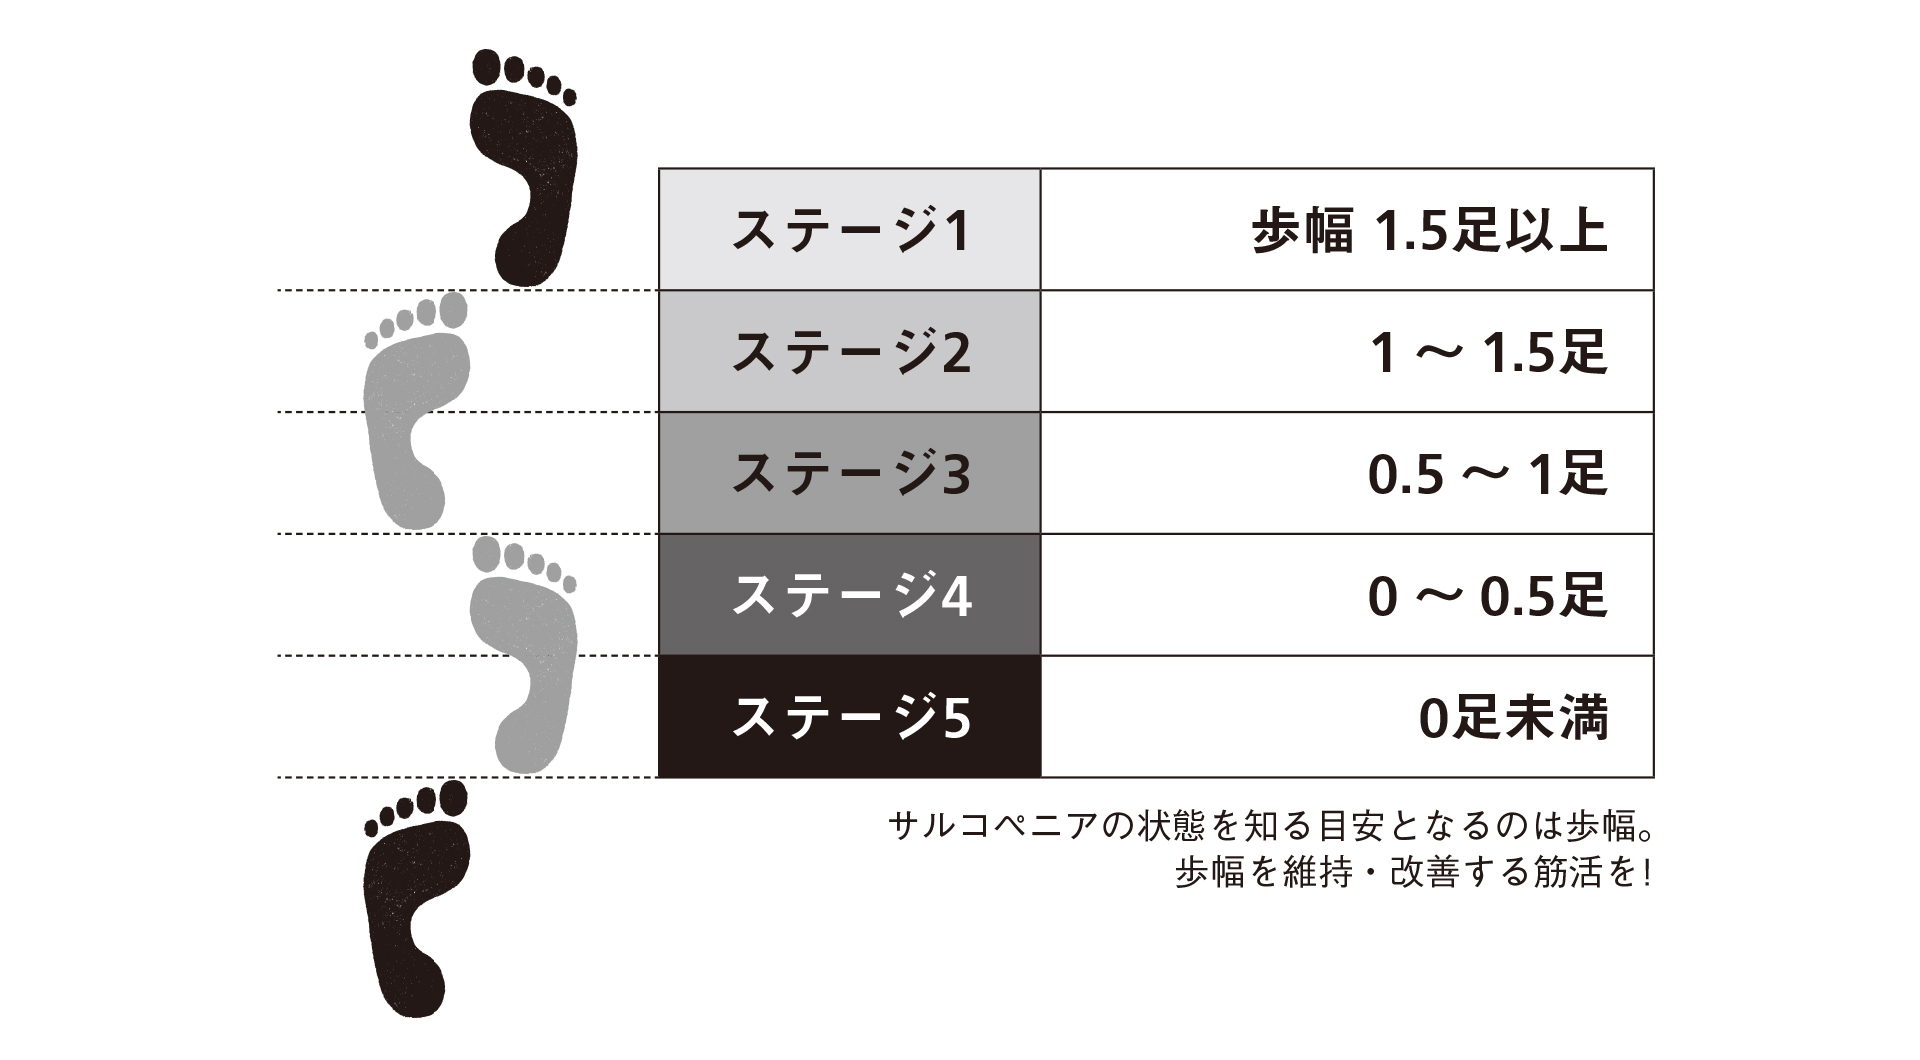 ステージ1 歩幅 1.5足以上
ステージ2 1 〜 1.5足
ステージ3 0.5 〜 1足
ステージ4 0 〜 0.5足
ステージ5 0足未満
サルコペニアの状態を知る目安となるのは歩幅。
歩幅を維持・改善する筋活を!